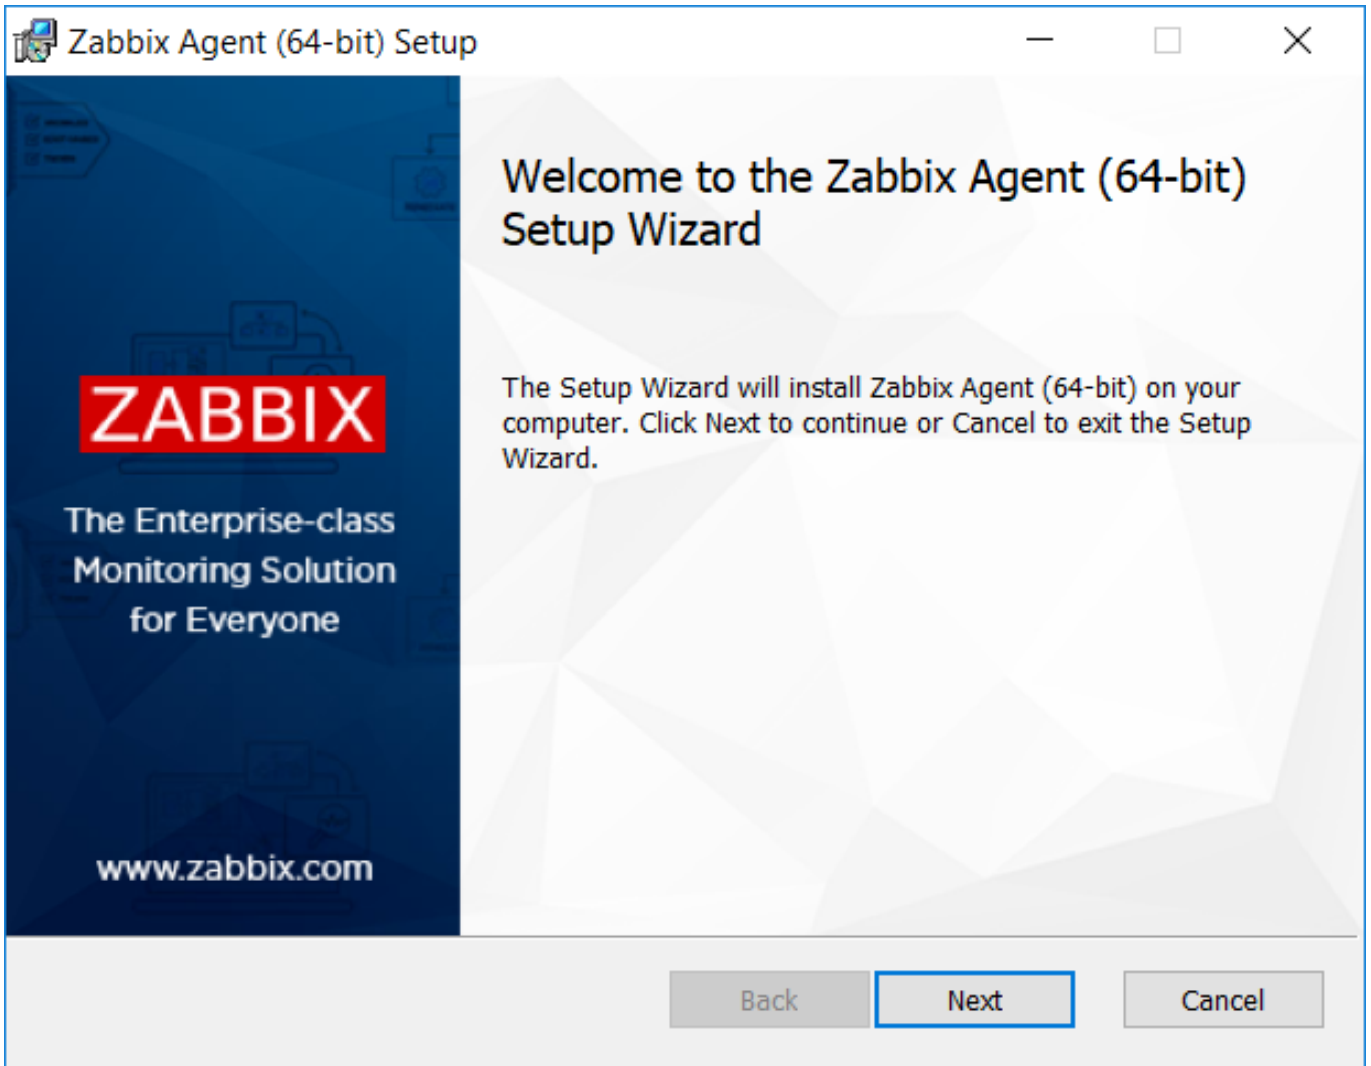 Zabbix Agent (64-bit) Setup
Welcome to the Zabbix Agent (64-bit)
Setup Wizard
The Setup Wizard will install Zabbix Agent (64-bit) on your
computer. Click Next to continue or Cancel to exit the Setup
Wizard.
ZABBIX
The Enterprise-class
Monitoring Solution
for Everyone
www.zabbix.com
Back
Next
Cancel